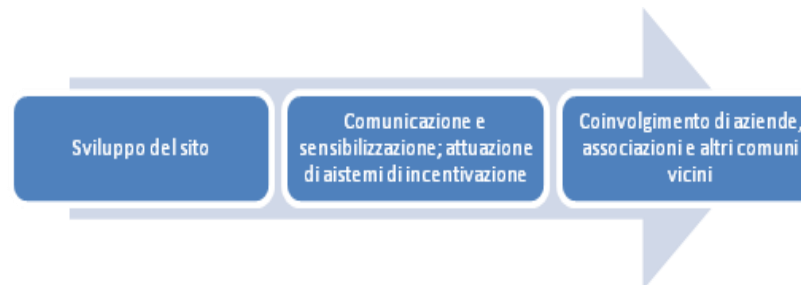 Sviluppo del sito
Comunicazione e
sensibilizzazione; attuazione
di aistemi di incentivazione
Coinvolgimento di aziende,
associazioni e altri comuni
vicini